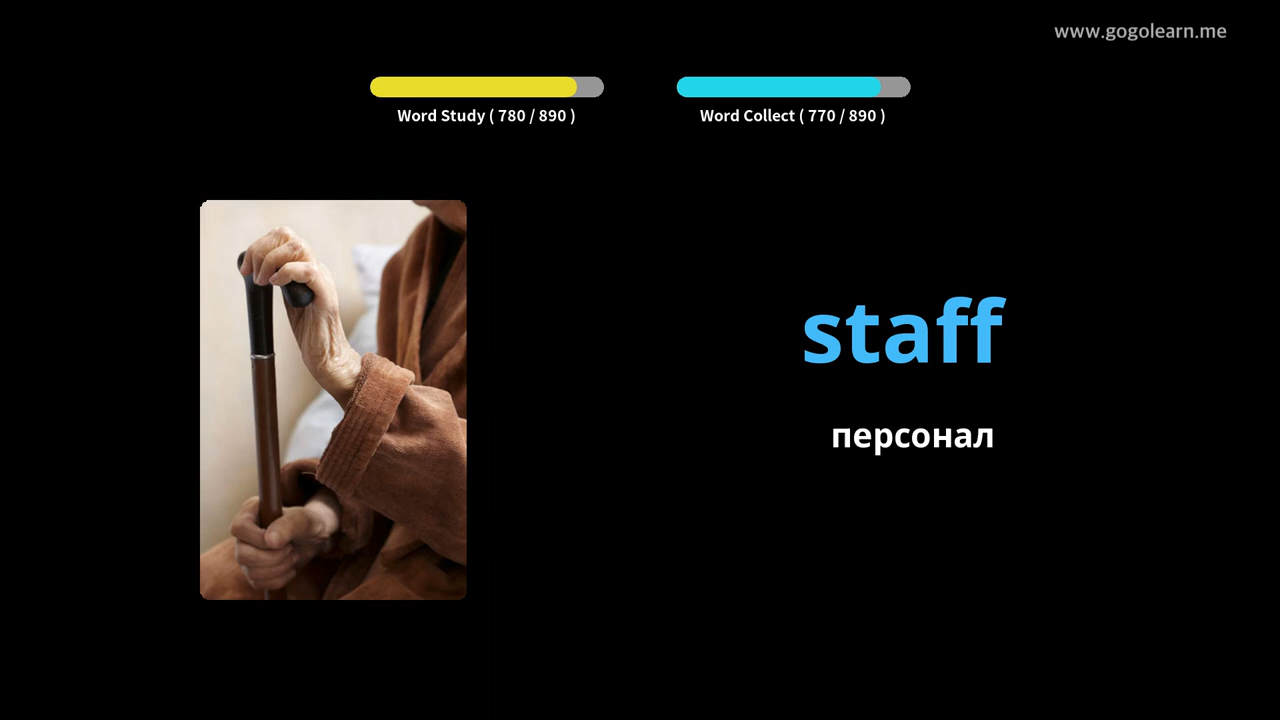 www.gogolearn.me
Word Study ( 780 / 890 )
Word Collect ( 770 / 890 )
staff
персонал